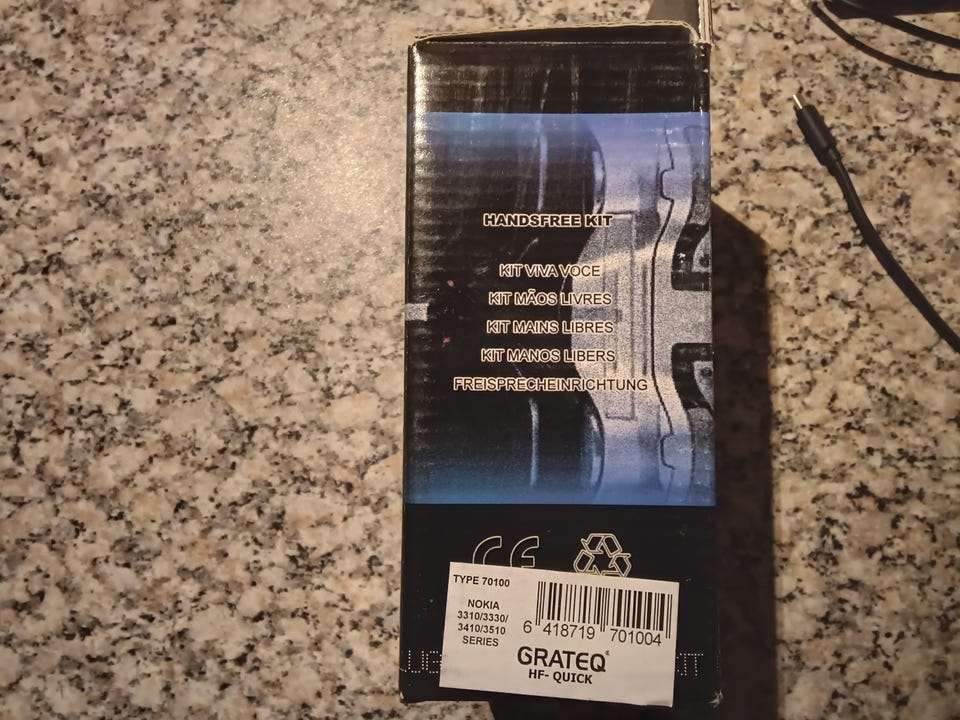 HANDSFREE KIT
KIT VIVA VOCE
KIT MÃOS LIVRES
KIT MAINS LIBRES
KIT MANOS LIBERS
FREISPRECHEINRICHTUNG
CE
TYPE 70100
NOKIA
3310/3330/
3410/3510
SERIES
6 418719 701004
GRATEQ
HF- QUICK